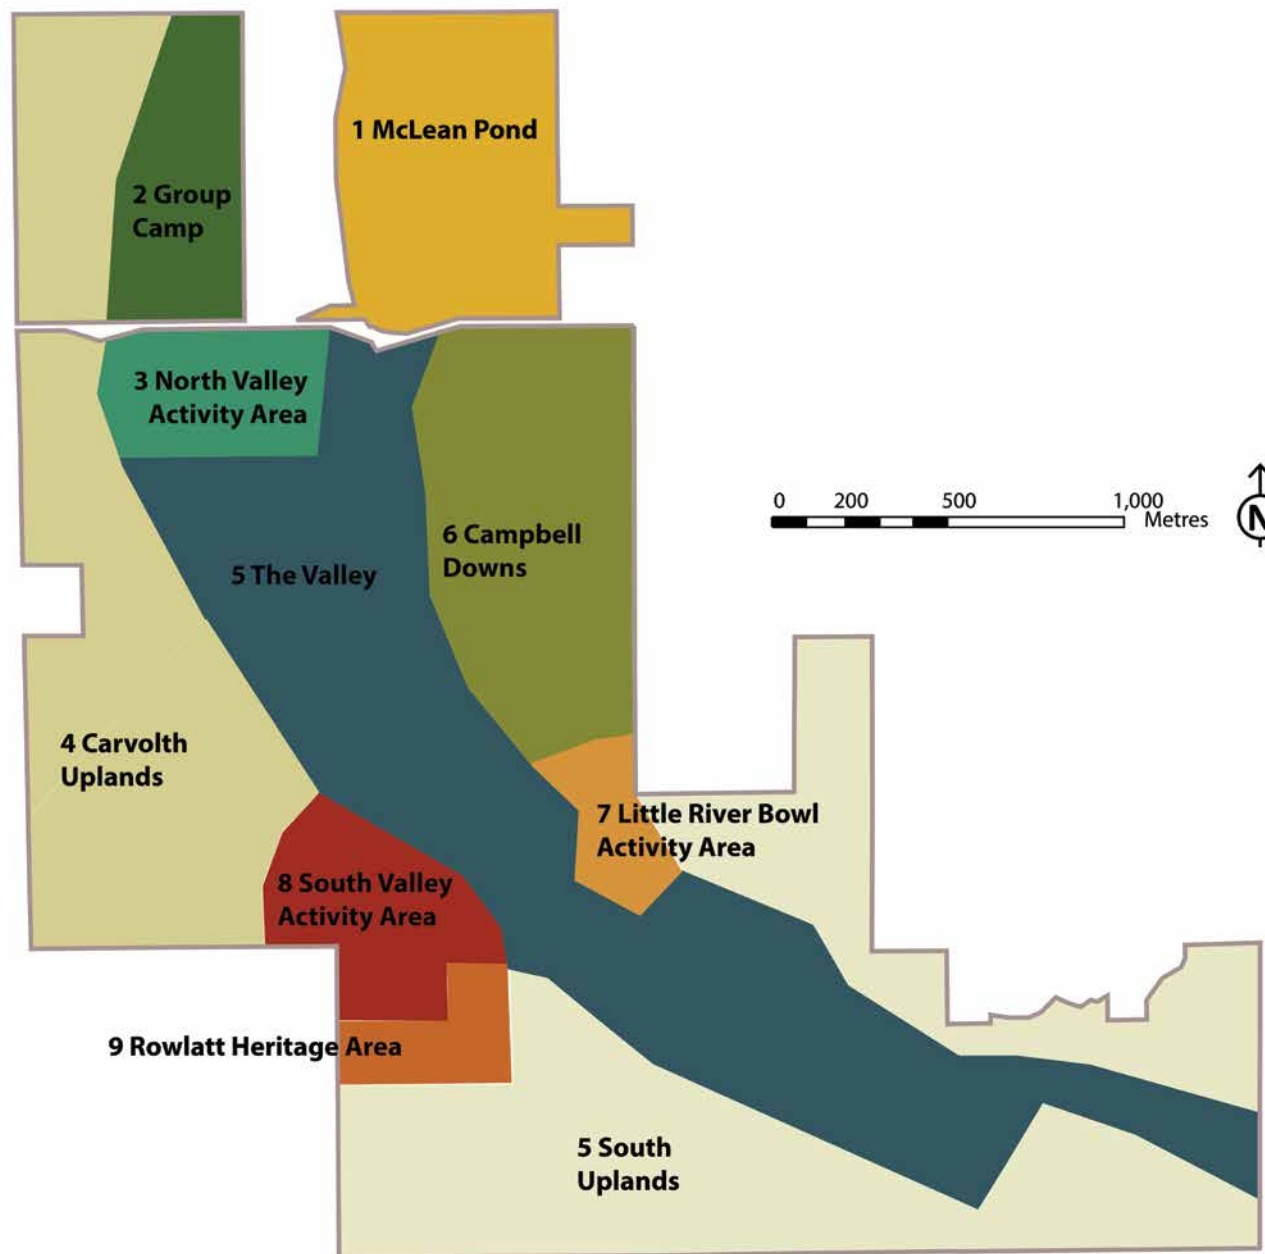 1 McLean Pond
2 Group
Camp
3 North Valley
Activity Area
0 200 500 1,000
Metres
N
6 Campbell
Downs
5 The Valley
4 Carvolth
Uplands
7 Little River Bowl
Activity Area
8 South Valley
Activity Area
9 Rowlatt Heritage Area
5 South
Uplands